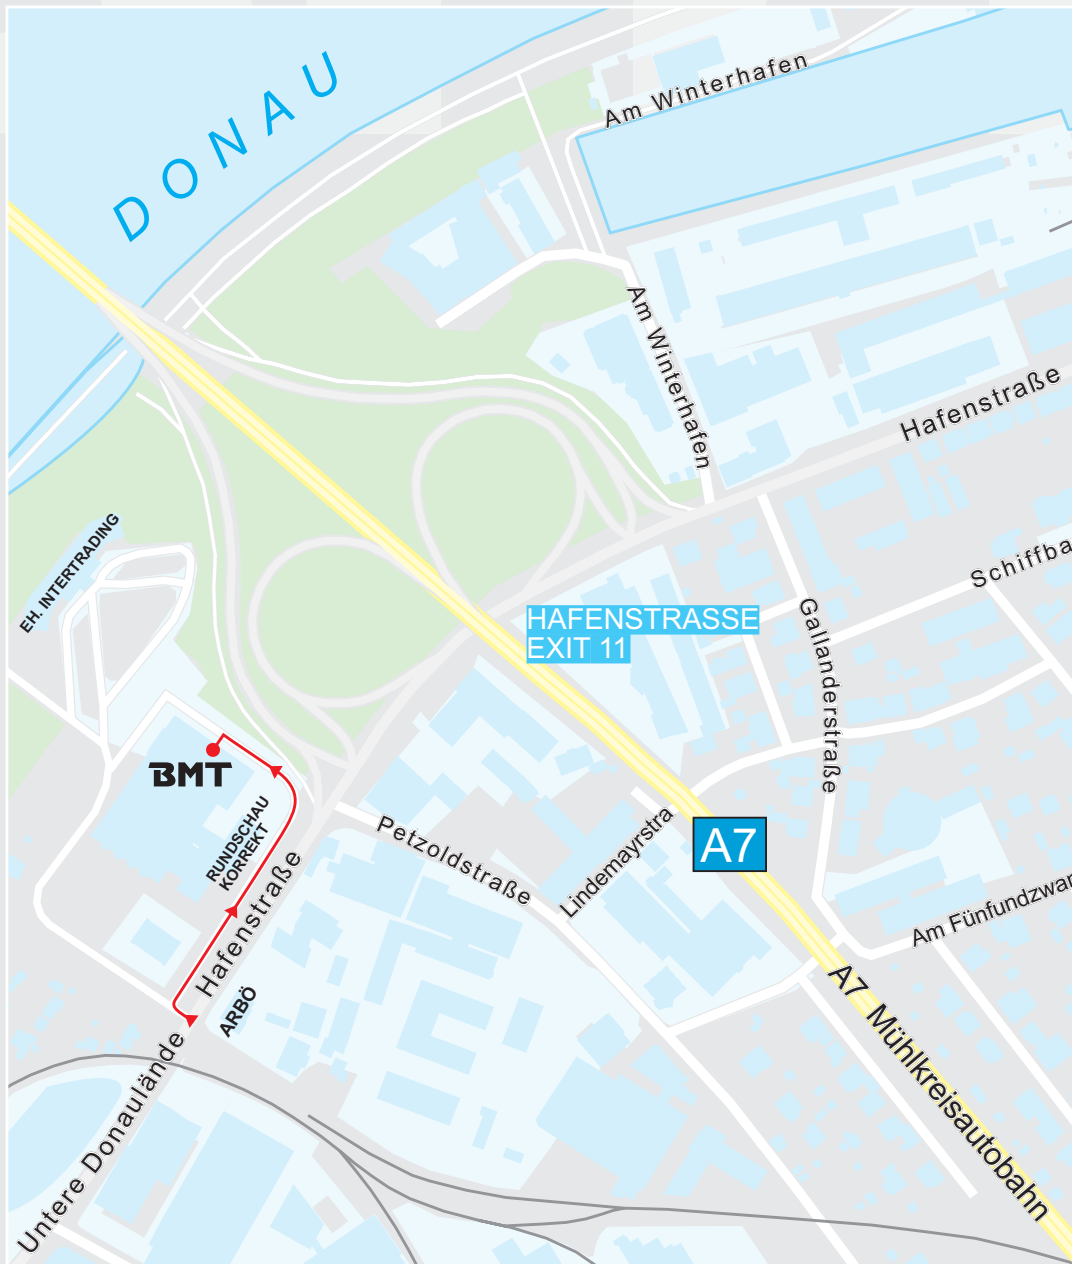 DONAU
Am Winterhafen
Am Winterhafen
Hafenstraße
EH. INTERTRADING
Schiffba
HAFENSTRASSE
EXIT 11
Gallanderstraße
BMT
RUNDSCHAU
KORREKT
Petzoldstraße
Lindemayrstra
A7
Hafenstraße
Am Fünfundzwan
ARBÖ
A7 Mühlkreisautobahn
Untere Donaulände